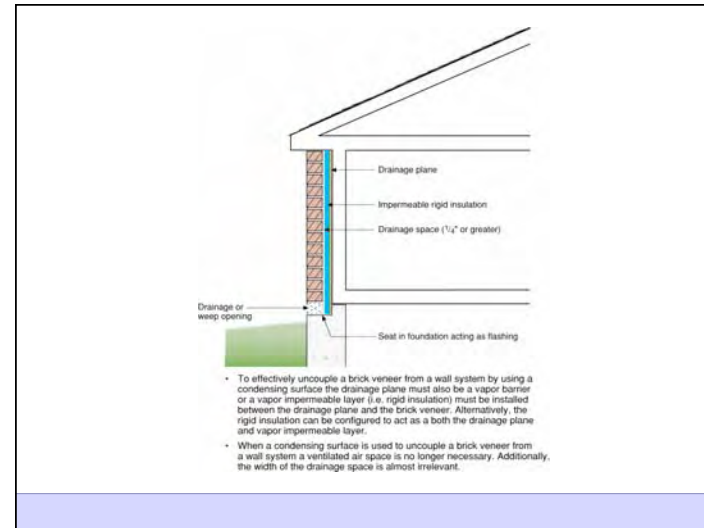 Drainage plane
Impermeable rigid insulation
Drainage space (1/4" or greater)
Drainage or
weep opening
Seat in foundation acting as flashing
• To effectively uncouple a brick veneer from a wall system by using a
condensing surface the drainage plane must also be a vapor barrier
or a vapor impermeable layer (i.e. rigid insulation) must be installed
between the drainage plane and the brick veneer. Alternatively, the
rigid insulation can be configured to act as a both the drainage plane
and vapor impermeable layer.
• When a condensing surface is used to uncouple a brick veneer from
a wall system a ventilated air space is no longer necessary. Additionally,
the width of the drainage space is almost irrelevant.